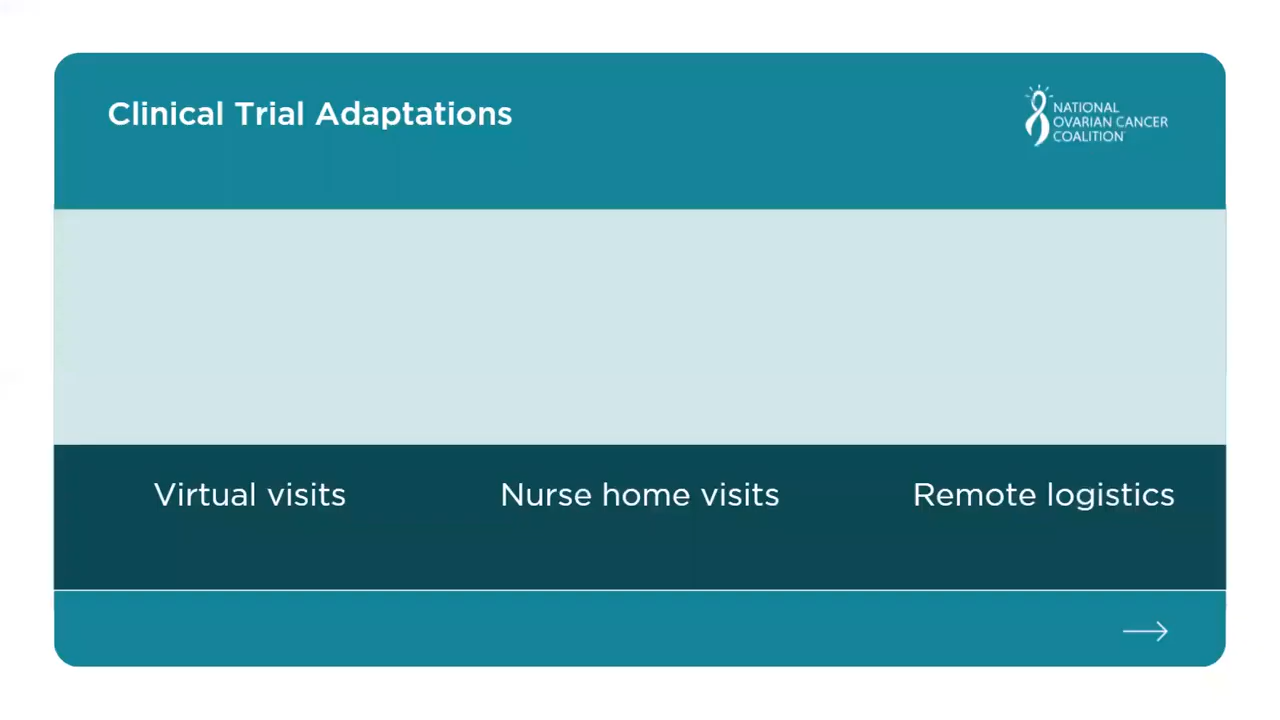 Clinical Trial Adaptations
NATIONAL
OVARIAN CANCER
COALITION
Virtual visits
Nurse home visits
Remote logistics